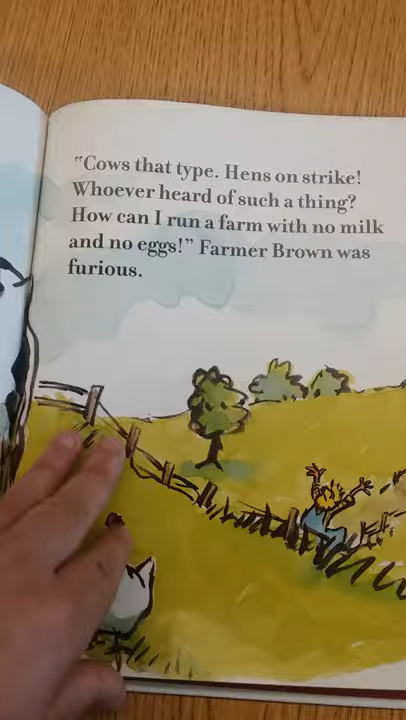 "Cows that type. Hens on strike!
Whoever heard of such a thing?
How can I run a farm with no milk
and no eggs!" Farmer Brown was
furious.